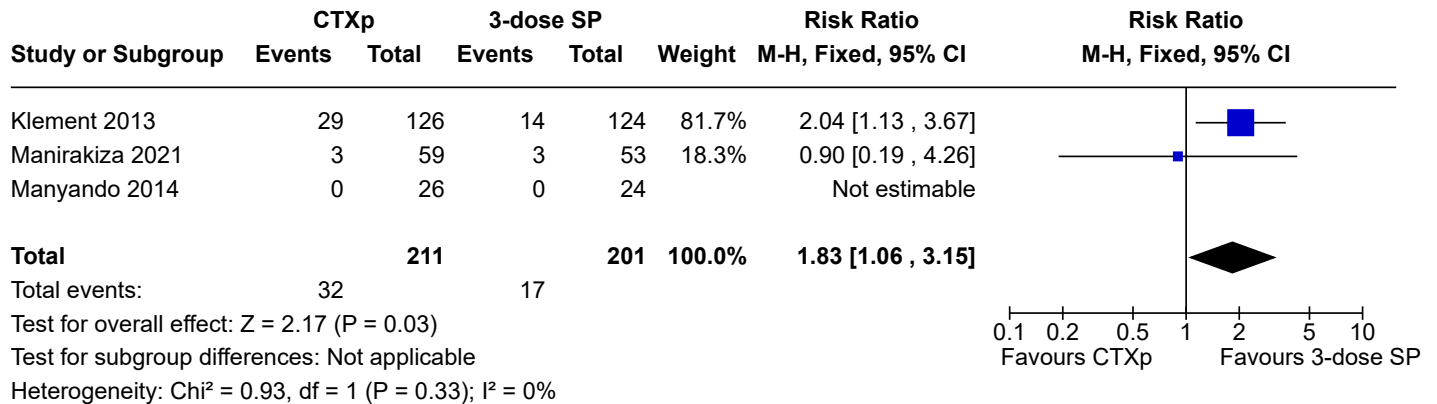 CTXp 3-dose SP Risk Ratio Risk Ratio
Study or Subgroup Events Total Events Total Weight M-H, Fixed, 95% CI M-H, Fixed, 95% CI
Klement 2013 29 126 14 124 81.7% 2.04 [1.13 , 3.67]
Manirakiza 2021 3 59 3 53 18.3% 0.90 [0.19 , 4.26]
Manyando 2014 0 26 0 24 Not estimable
Total 211 201 100.0% 1.83 [1.06 , 3.15]
Total events: 32 17
Test for overall effect: Z = 2.17 (P = 0.03)
Test for subgroup differences: Not applicable
Heterogeneity: Chi² = 0.93, df = 1 (P = 0.33); I² = 0%
0.1 0.2 0.5 1 2 5 10
Favours CTXp Favours 3-dose SP